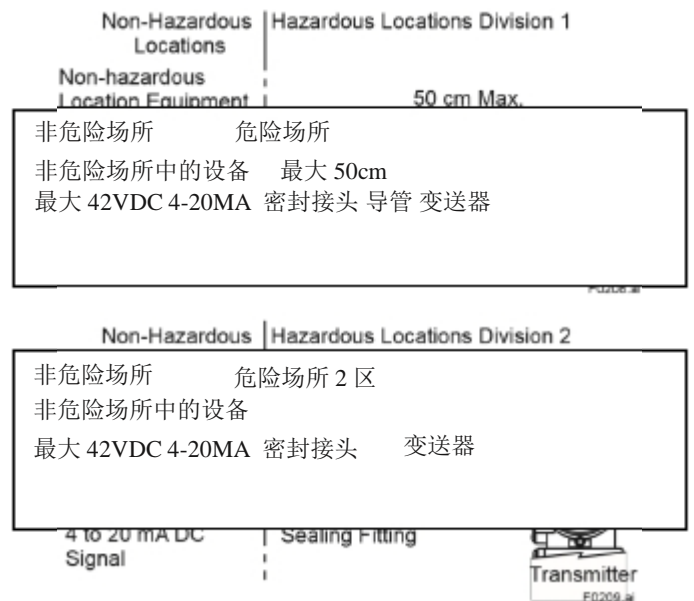 Non-Hazardous Hazardous Locations Division 1
Locations
Non-hazardous
Location Equipment 50 cm Max.
非危险场所 危险场所
非危险场所中的设备 最大 50cm
最大 42VDC 4-20MA 密封接头 导管 变送器
F0208.ai
Non-Hazardous Hazardous Locations Division 2
非危险场所 危险场所 2 区
非危险场所中的设备
最大 42VDC 4-20MA 密封接头 变送器
4 to 20 mA DC Sealing Fitting
Signal
Transmitter
F0209.ai